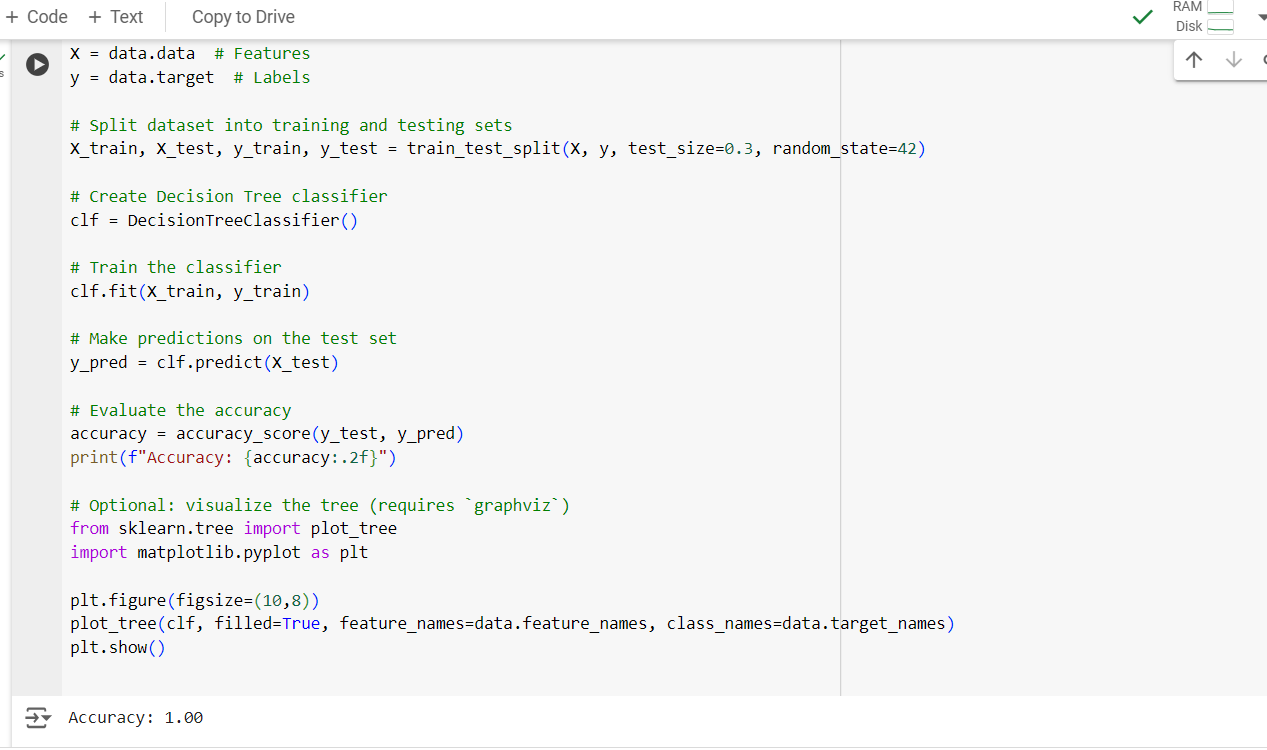 + Code + Text Copy to Drive
RAM
Disk
X = data.data # Features
y = data.target # Labels
# Split dataset into training and testing sets
X_train, X_test, y_train, y_test = train_test_split(X, y, test_size=0.3, random_state=42)
# Create Decision Tree classifier
clf = DecisionTreeClassifier()
# Train the classifier
clf.fit(X_train, y_train)
# Make predictions on the test set
y_pred = clf.predict(X_test)
# Evaluate the accuracy
accuracy = accuracy_score(y_test, y_pred)
print(f"Accuracy: {accuracy:.2f}")
# Optional: visualize the tree (requires `graphviz`)
from sklearn.tree import plot_tree
import matplotlib.pyplot as plt
plt.figure(figsize=(10,8))
plot_tree(clf, filled=True, feature_names=data.feature_names, class_names=data.target_names)
plt.show()
Accuracy: 1.00